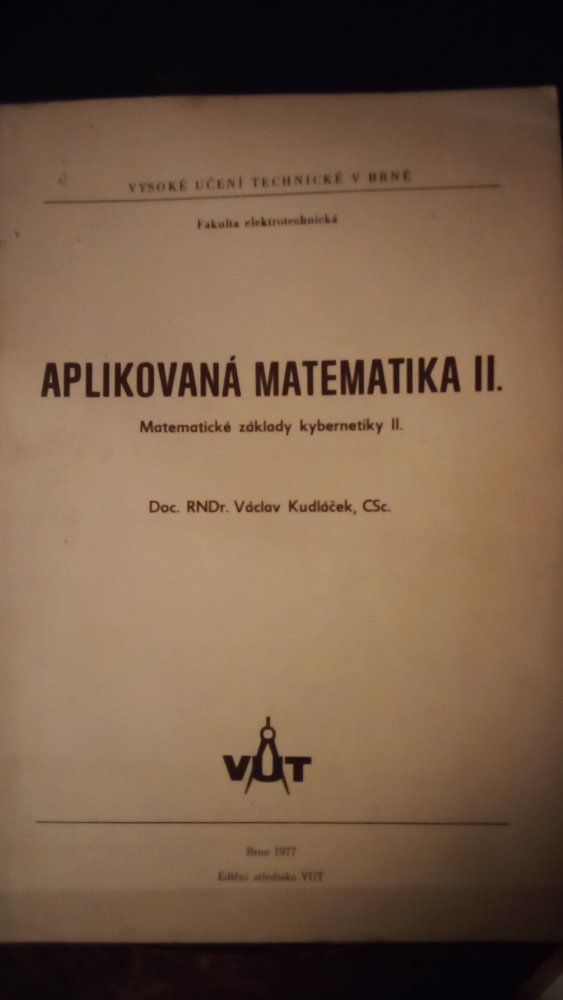 VYSOKÉ UČENÍ TECHNICKÉ V BRNĚ
Fakulta elektrotechnická
APLIKOVANÁ MATEMATIKA II.
Matematické základy kybernetiky II.
Doc. RNDr. Václav Kudláček, CSc.
VUT
Brno 1977
Ediční středisko VUT